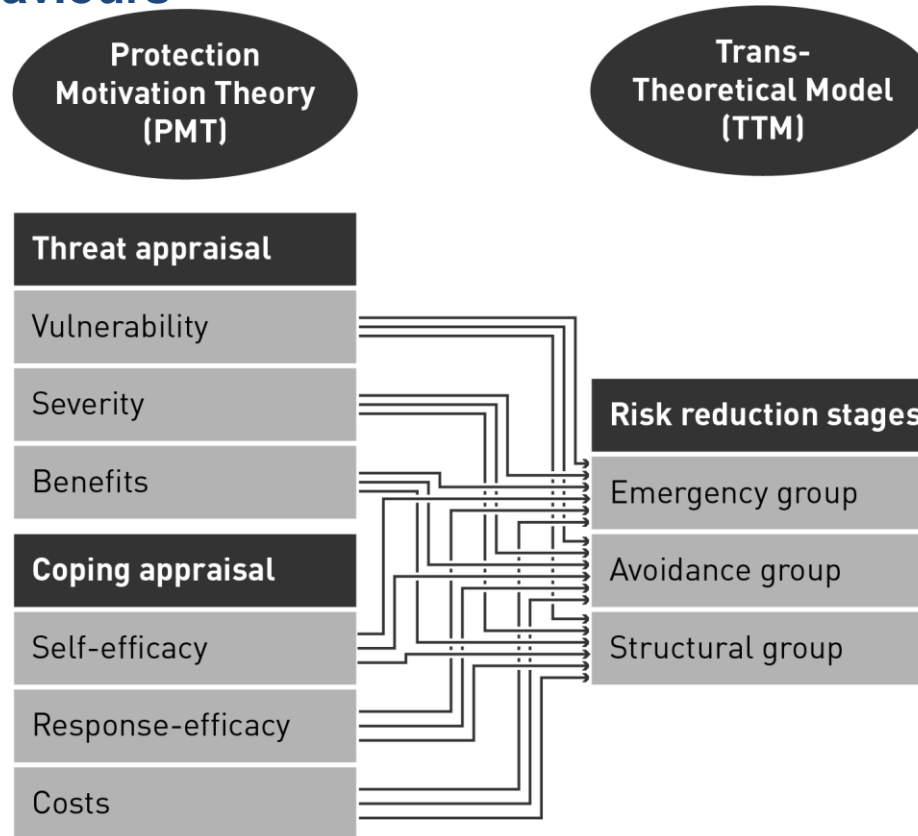 Protection
Motivation Theory
(PMT)
Trans-
Theoretical Model
(TTM)
Threat appraisal
Vulnerability
Severity
Benefits
Coping appraisal
Self-efficacy
Response-efficacy
Costs
Risk reduction stages
Emergency group
Avoidance group
Structural group